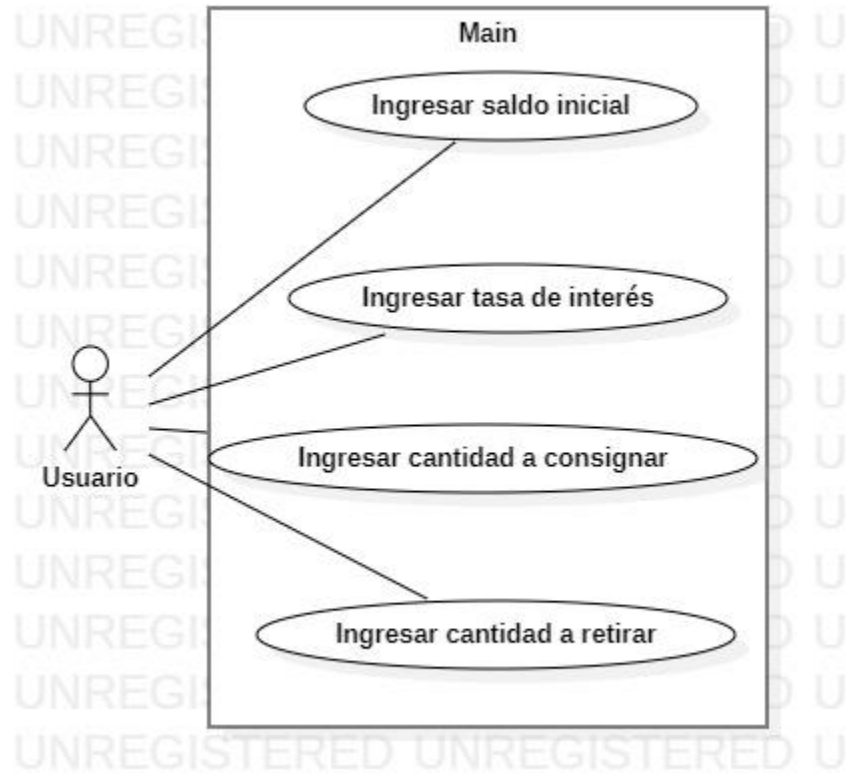 Main
Ingresar saldo inicial
Ingresar tasa de interés
Usuario
Ingresar cantidad a consignar
Ingresar cantidad a retirar
UNREGISTERED UNREGISTERED U